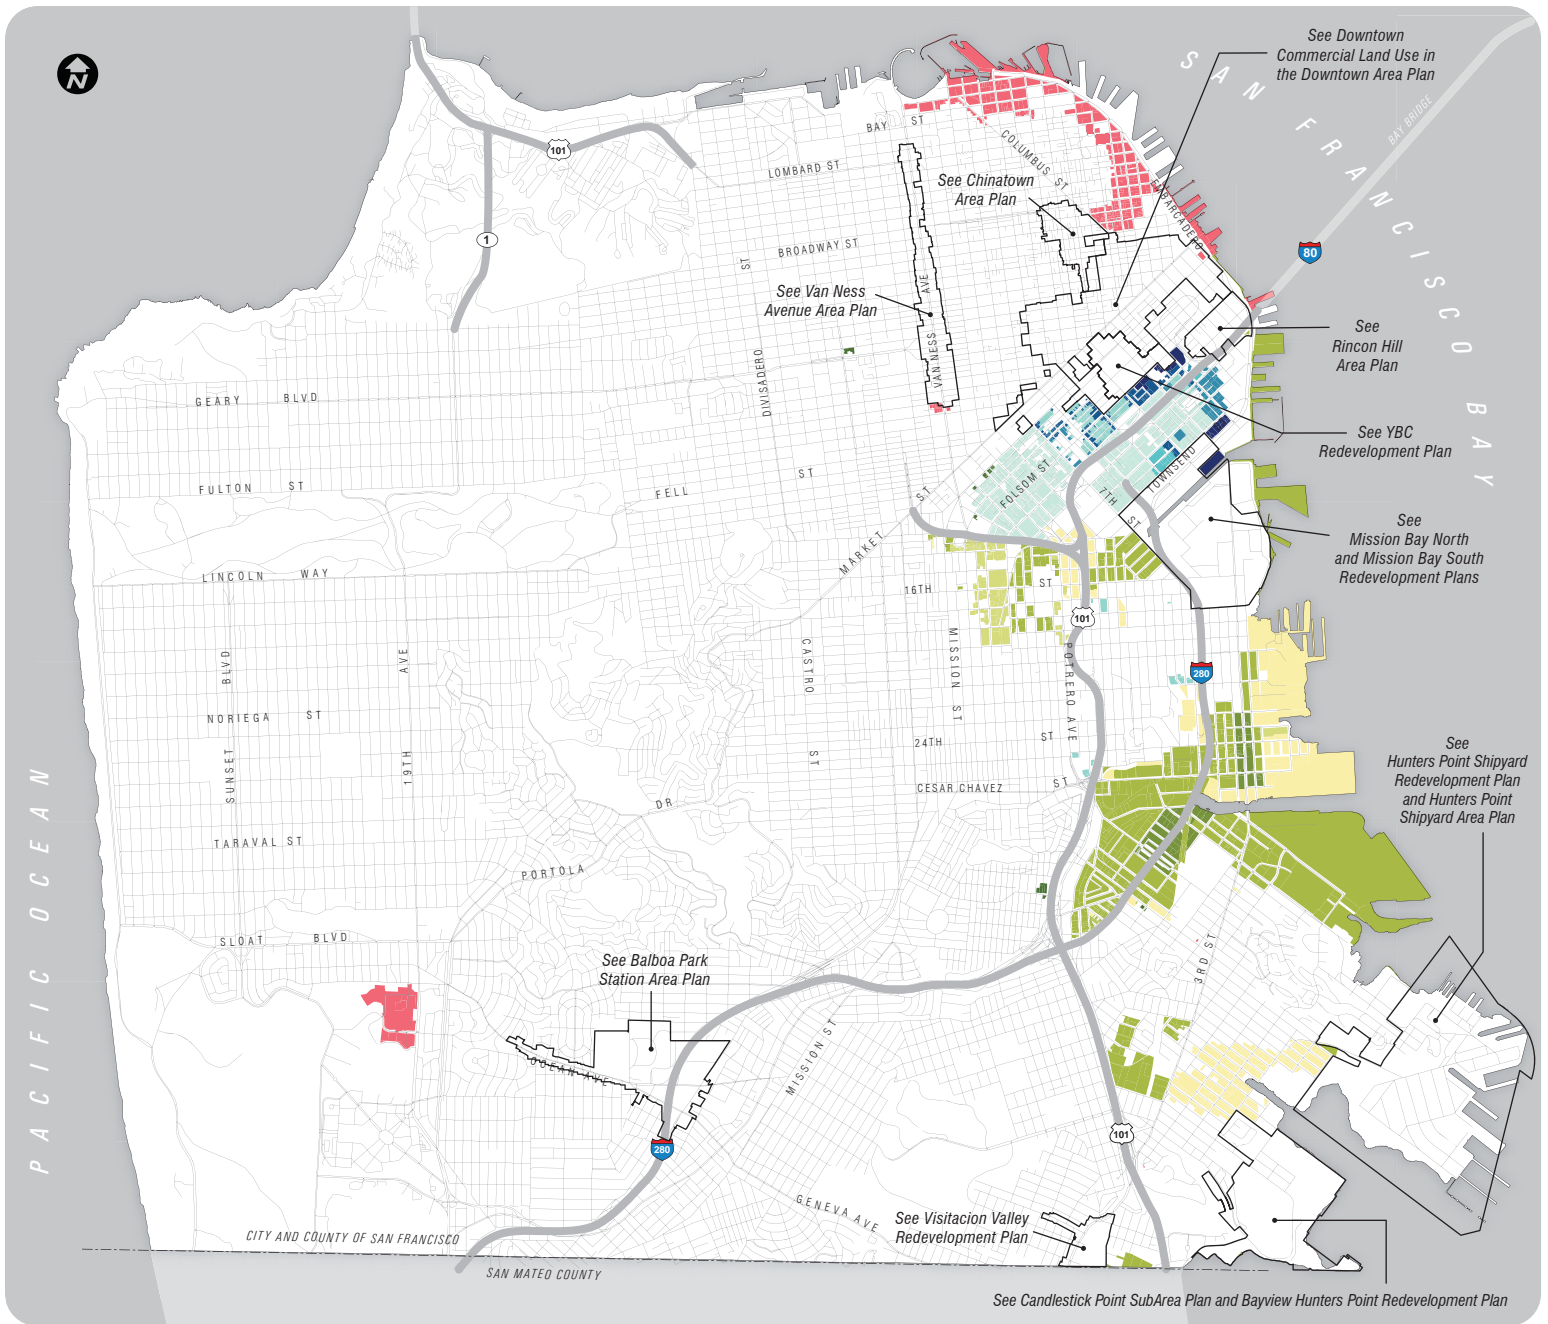 N
See Downtown
Commercial Land Use in
the Downtown Area Plan
SAN FRANCISCO BAY
BAY BRIDGE
101
BAY ST
COLUMBUS ST
LOMBARD ST
See Chinatown
Area Plan
EMBARCADERO
1
BROADWAY ST
80
See Van Ness
Avenue Area Plan
VAN NESS AVE
DIVISADERO ST
See
Rincon Hill
Area Plan
GEARY BLVD
See YBC
Redevelopment Plan
FULTON ST
FELL ST
MARKET ST
FOLSOM ST
7TH ST
TOWNSEND
See
Mission Bay North
and Mission Bay South
Redevelopment Plans
LINCOLN WAY
16TH ST
101
280
SUNSET BLVD
19TH AVE
CASTRO ST
MISSION ST
POTRERO AVE
NORIEGA ST
24TH ST
CESAR CHAVEZ ST
See
Hunters Point Shipyard
Redevelopment Plan
and Hunters Point
Shipyard Area Plan
PACIFIC OCEAN
TARAVAL ST
PORTOLA DR
SLOAT BLVD
3RD ST
See Balboa Park
Station Area Plan
OCEAN AVE
MISSION ST
280
101
GENEVA AVE
See Visitacion Valley
Redevelopment Plan
CITY AND COUNTY OF SAN FRANCISCO
SAN MATEO COUNTY
See Candlestick Point SubArea Plan and Bayview Hunters Point Redevelopment Plan